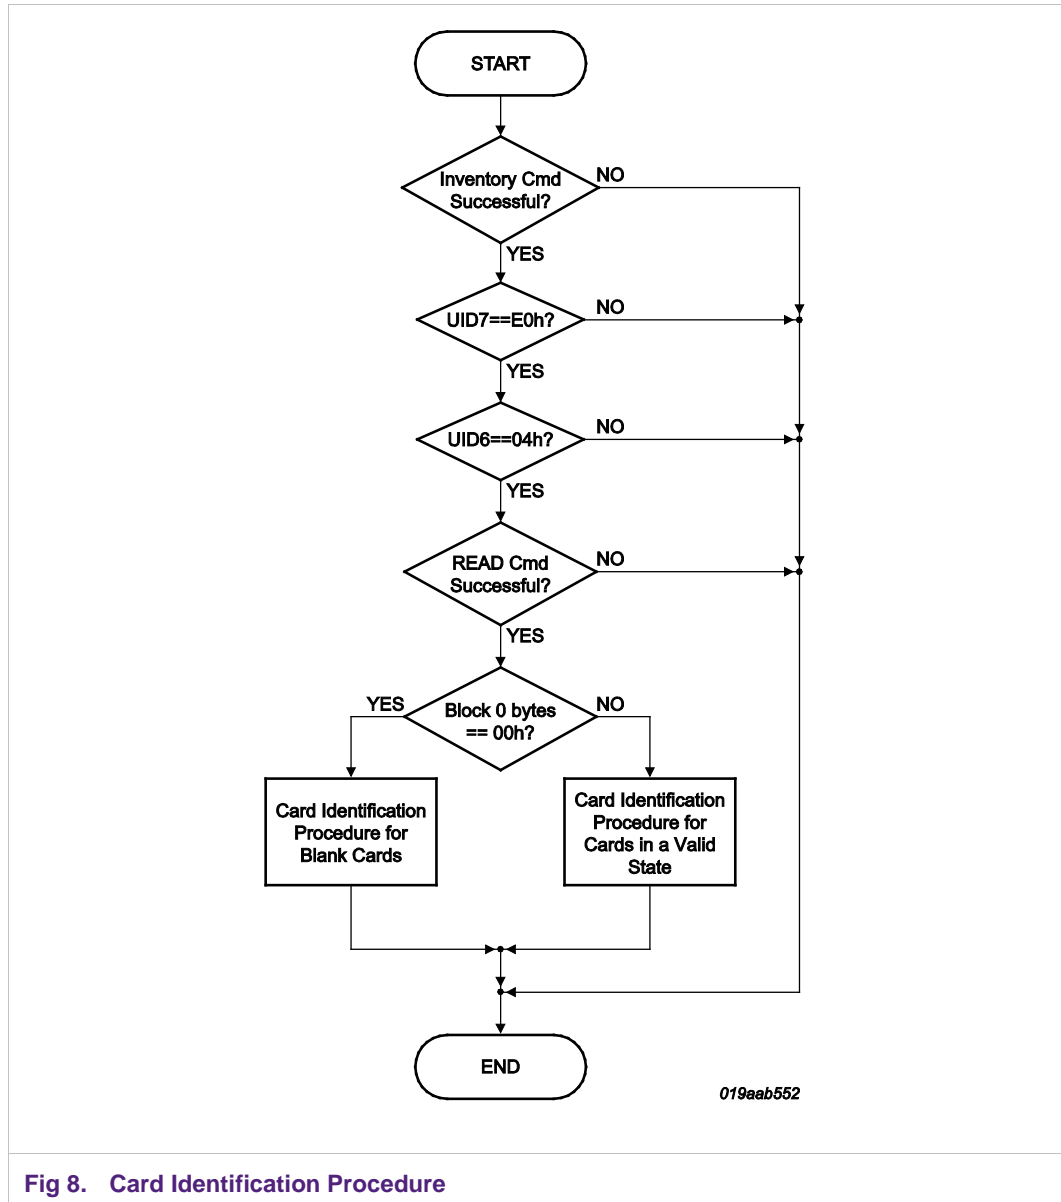 START
Inventory Cmd
Successful?
NO
YES
UID7==E0h?
NO
YES
UID6==04h?
NO
YES
READ Cmd
Successful?
NO
YES
Block 0 bytes
== 00h?
YES
NO
Card Identification
Procedure for
Blank Cards
Card Identification
Procedure for
Cards in a Valid
State
END
019aab552
Fig 8. Card Identification Procedure